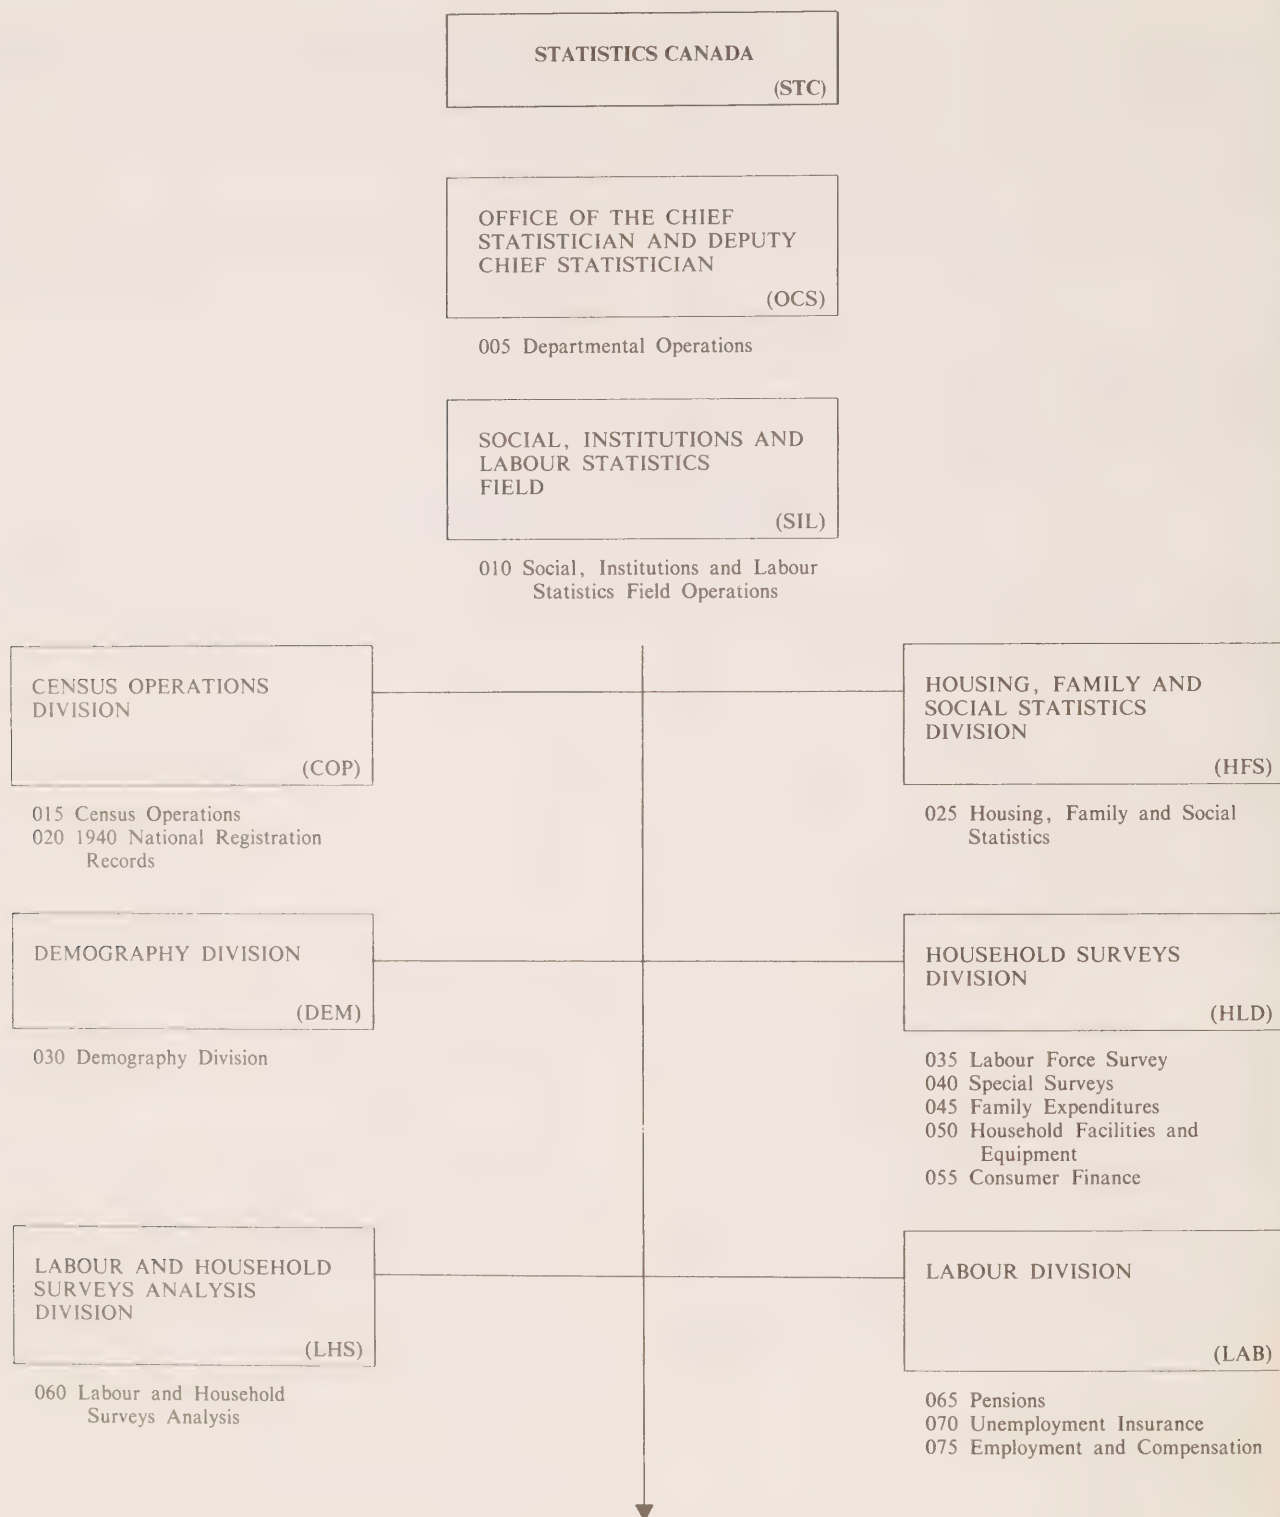 STATISTICS CANADA
(STC)
OFFICE OF THE CHIEF
STATISTICIAN AND DEPUTY
CHIEF STATISTICIAN
(OCS)
005 Departmental Operations
SOCIAL, INSTITUTIONS AND
LABOUR STATISTICS
FIELD
(SIL)
010 Social, Institutions and Labour
Statistics Field Operations
CENSUS OPERATIONS
DIVISION
(COP)
015 Census Operations
020 1940 National Registration
Records
HOUSING, FAMILY AND
SOCIAL STATISTICS
DIVISION
(HFS)
025 Housing, Family and Social
Statistics
DEMOGRAPHY DIVISION
(DEM)
030 Demography Division
HOUSEHOLD SURVEYS
DIVISION
(HLD)
035 Labour Force Survey
040 Special Surveys
045 Family Expenditures
050 Household Facilities and
Equipment
055 Consumer Finance
LABOUR AND HOUSEHOLD
SURVEYS ANALYSIS
DIVISION
(LHS)
060 Labour and Household
Surveys Analysis
LABOUR DIVISION
(LAB)
065 Pensions
070 Unemployment Insurance
075 Employment and Compensation